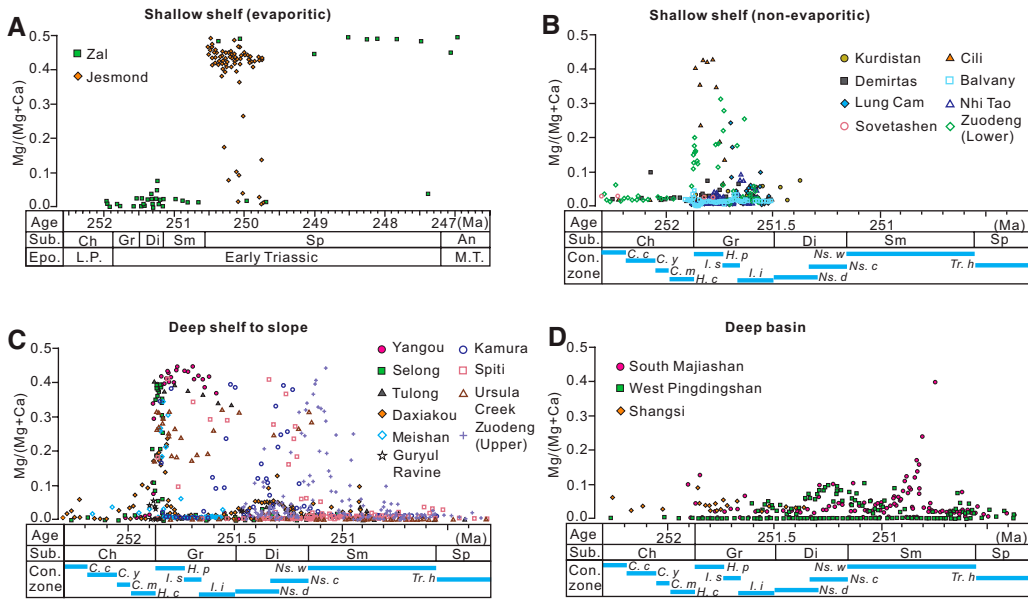 A
Shallow shelf (evaporitic)
0.5
0.4
0.3
0.2
0.1
0.0
Mg/(Mg+Ca)
Zal
Jesmond
Age 252 251 250 249 248 247 (Ma)
Sub. Ch Gr Di Sm Sp An
Epo. L.P. Early Triassic M.T.
B
Shallow shelf (non-evaporitic)
0.5
0.4
0.3
0.2
0.1
0.0
Mg/(Mg+Ca)
Kurdistan Cili
Demirtas Balvany
Lung Cam Nhi Tao
Sovetashen Zuodeng
(Lower)
Age 252 251.5 251 (Ma)
Sub. Ch Gr Di Sm Sp
Con.
zone
C. c H. p Ns. w
C. y I. s Ns. c Tr. h
C. m I. i
H. c Ns. d
C
Deep shelf to slope
0.5
0.4
0.3
0.2
0.1
0.0
Mg/(Mg+Ca)
Yangou Kamura
Selong Spiti
Tulong Ursula
Creek
Daxiakou Zuodeng
Meishan (Upper)
Guryul
Ravine
Age 252 251.5 251 (Ma)
Sub. Ch Gr Di Sm Sp
Con.
zone
C. c H. p Ns. w
C. y I. s Ns. c Tr. h
C. m I. i
H. c Ns. d
D
Deep basin
0.5
0.4
0.3
0.2
0.1
0.0
Mg/(Mg+Ca)
South Majiashan
West Pingdingshan
Shangsi
Age 252 251.5 251 (Ma)
Sub. Ch Gr Di Sm Sp
Con.
zone
C. c H. p Ns. w
C. y I. s Ns. c Tr. h
C. m I. i
H. c Ns. d